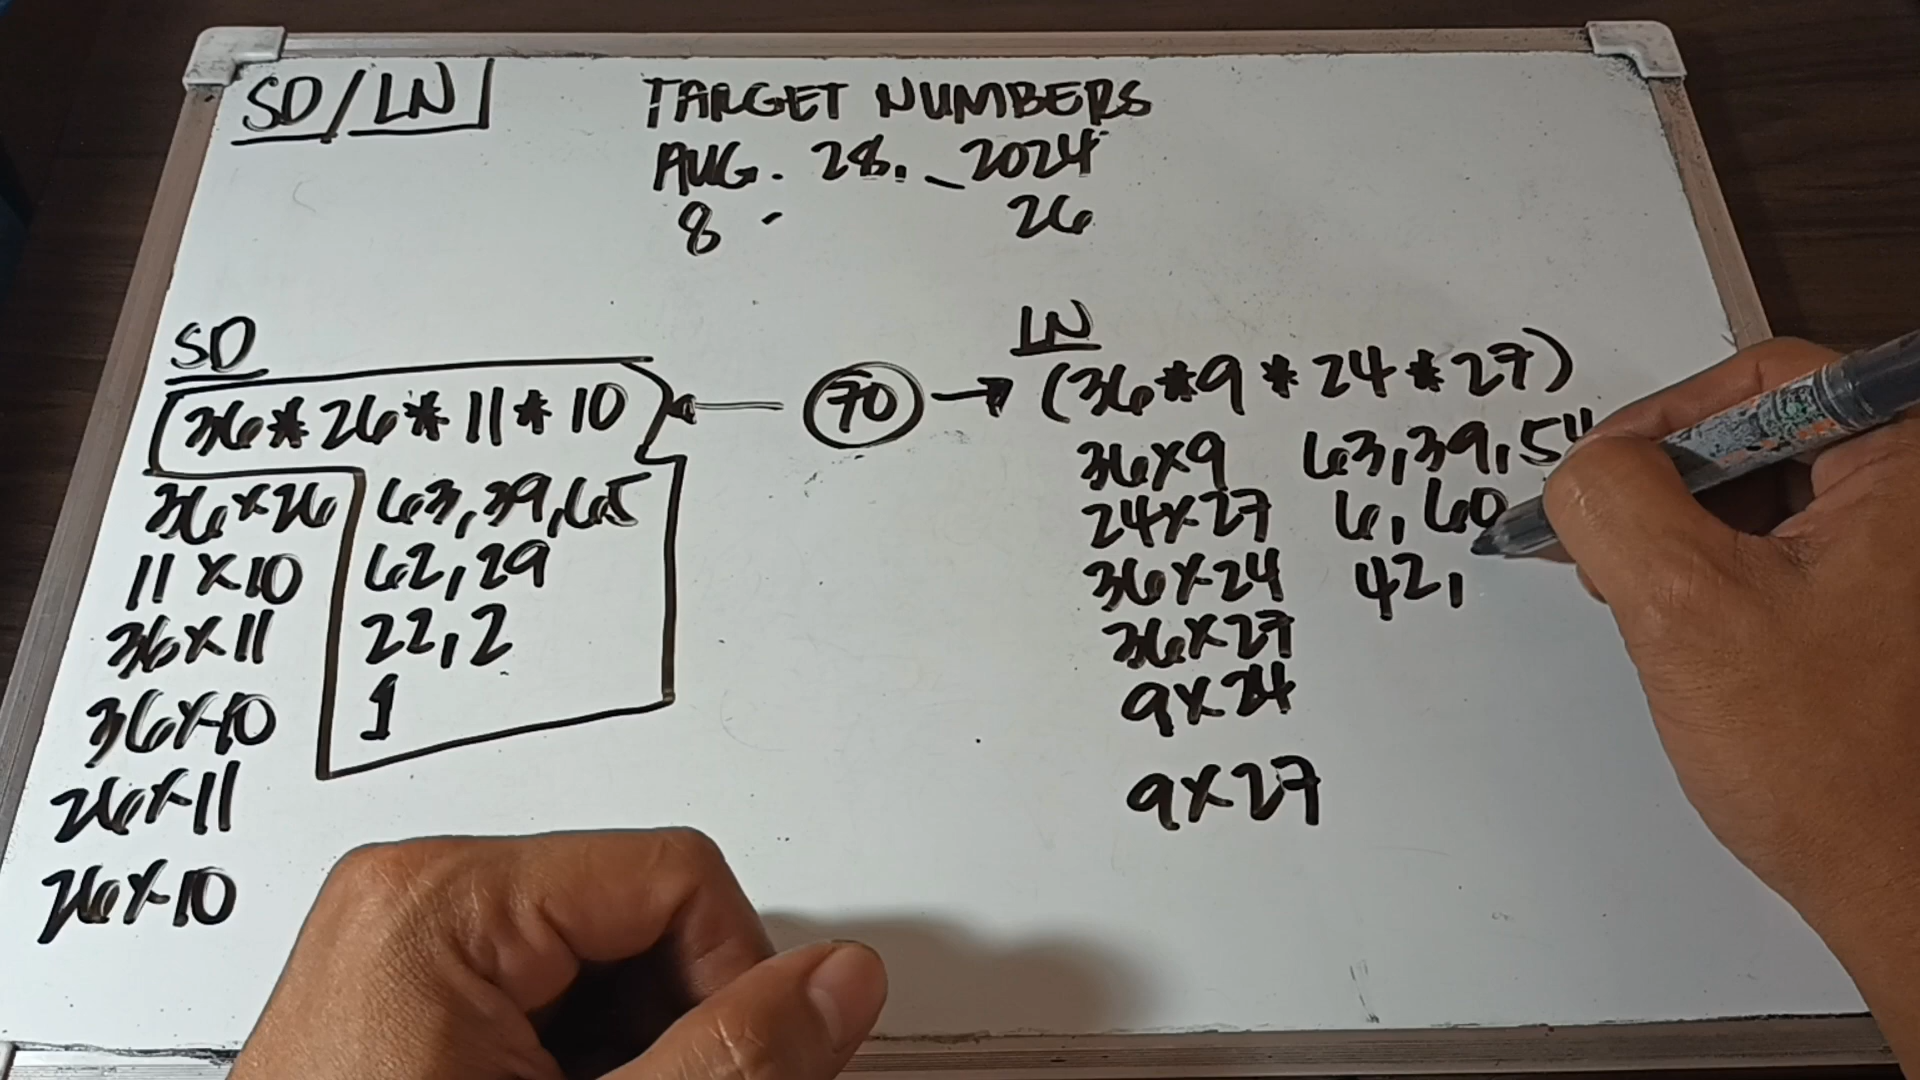 SD/LN
TARGET NUMBERS
AUG. 28. 2024
8 - 26
SD
36*26*11*10
36x26 63,39,65
11x10 62,29
36x11 22,2
36x10 1
26x11
26x10
70
LN
(36*9*24*27)
36x9 63,39,54
24x27 6,60
36x24 42,
36x27
9x24
9x27